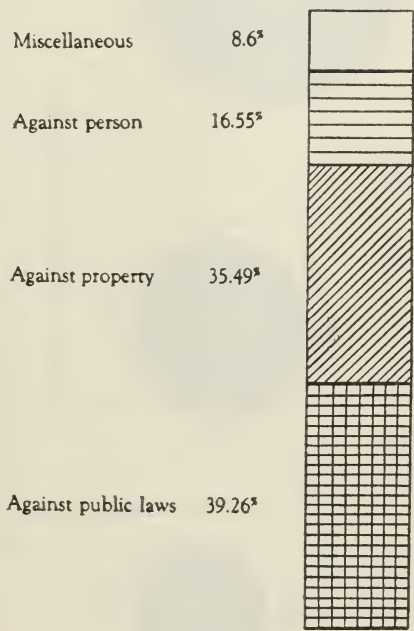 Miscellaneous 8.6%
Against person 16.55%
Against property 35.49%
Against public laws 39.26%